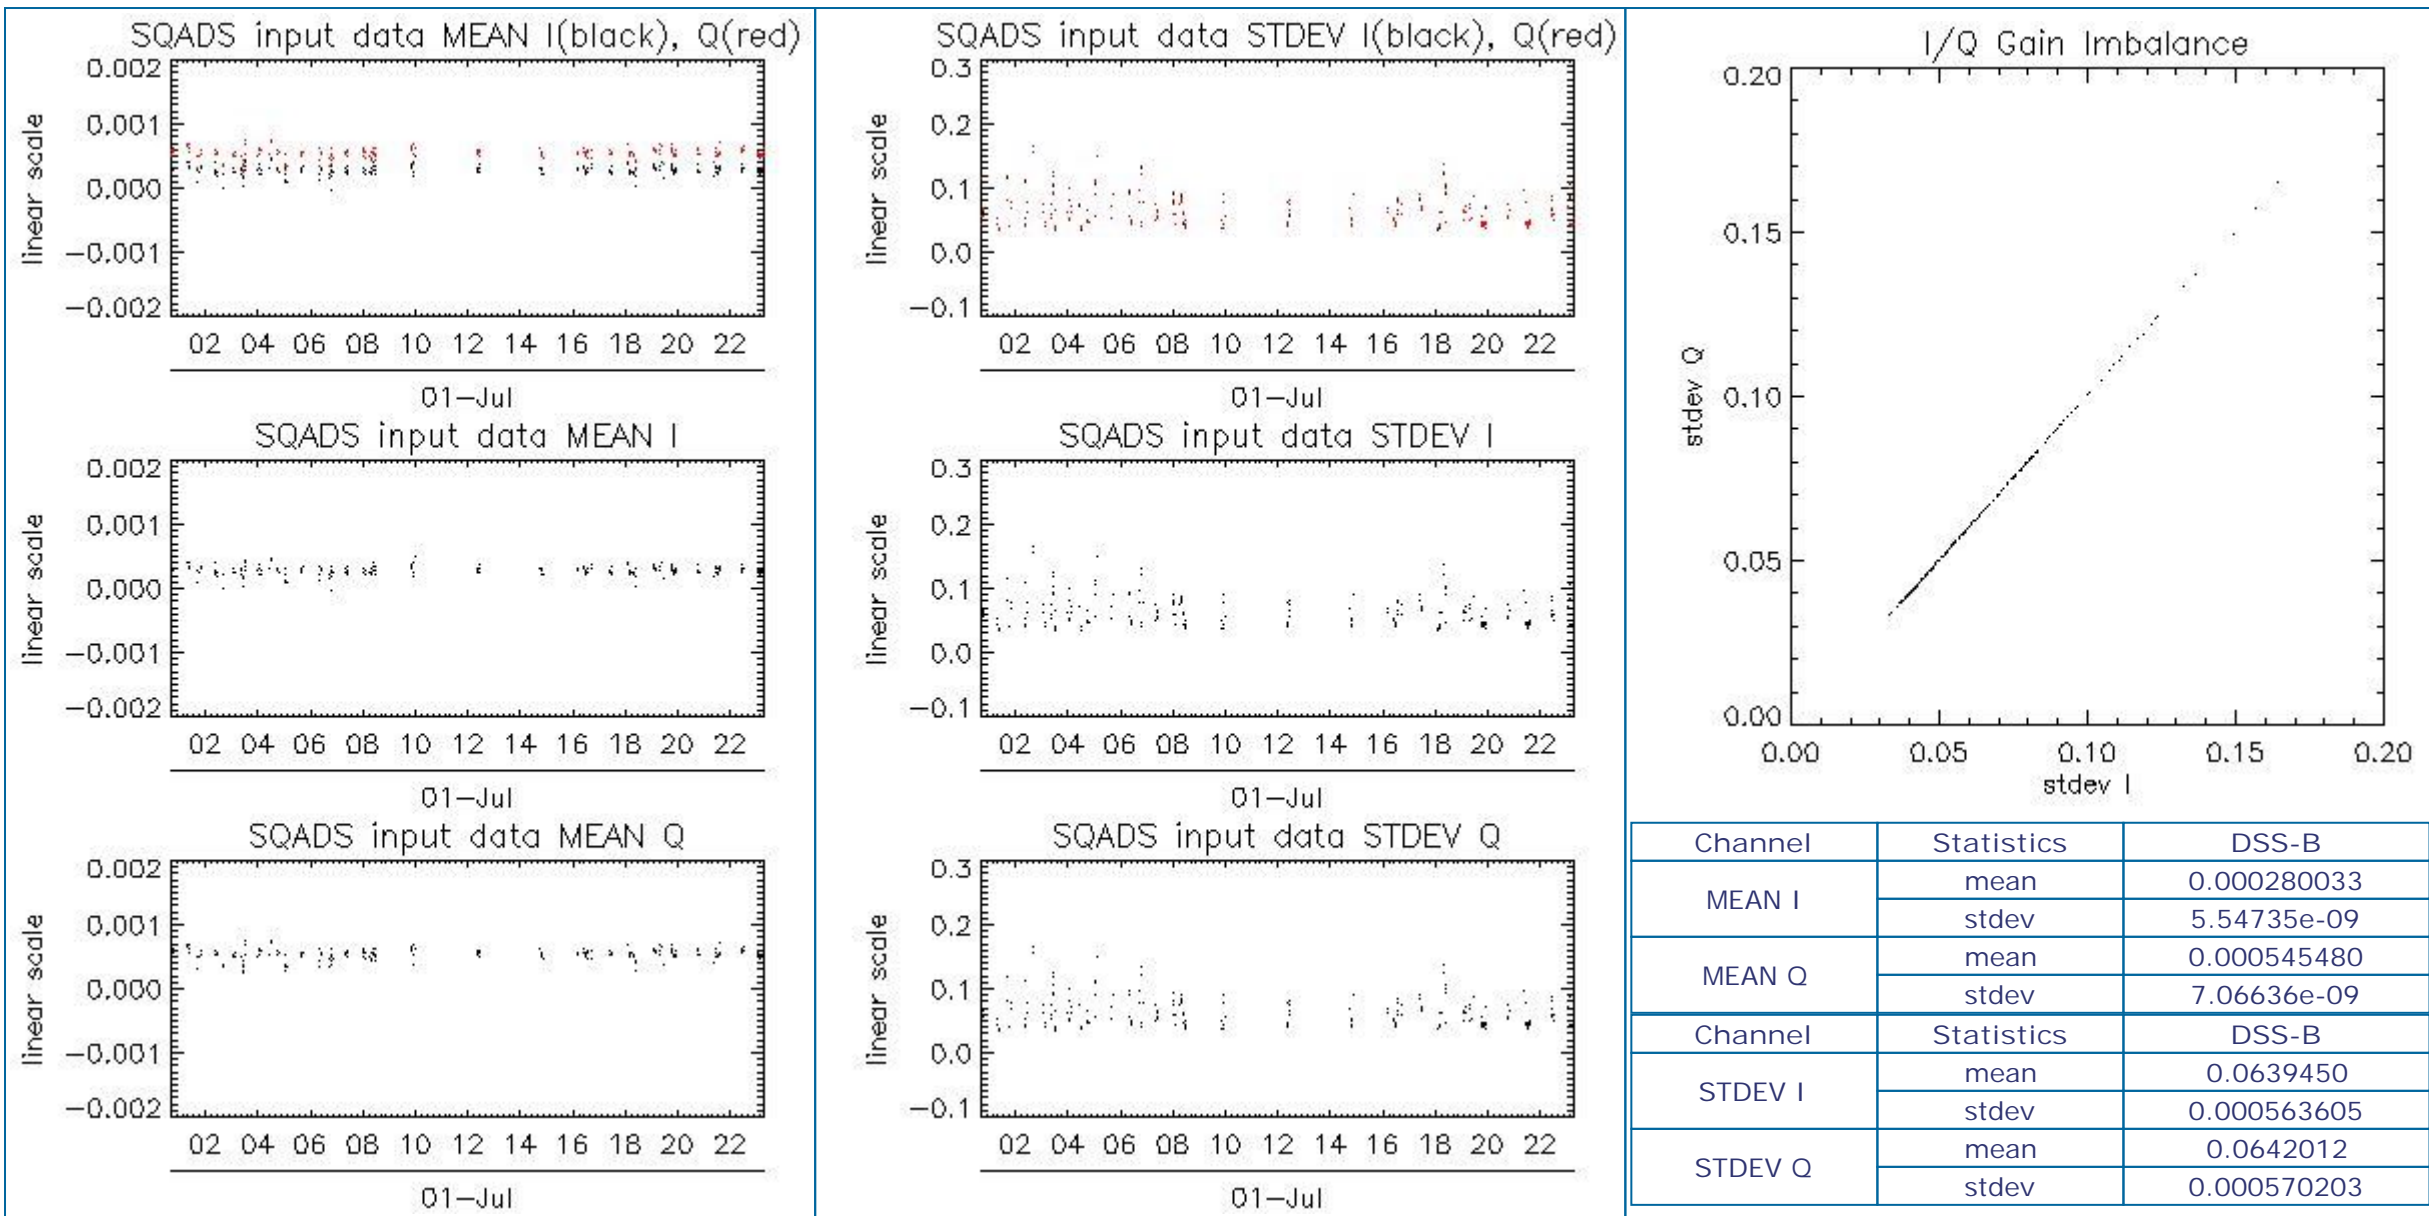 SQADS input data MEAN I(black), Q(red)
0.002
0.001
0.000
−0.001
−0.002
linear scale
02 04 06 08 10 12 14 16 18 20 22
01−Jul
SQADS input data MEAN I
0.002
0.001
0.000
−0.001
−0.002
linear scale
02 04 06 08 10 12 14 16 18 20 22
01−Jul
SQADS input data MEAN Q
0.002
0.001
0.000
−0.001
−0.002
linear scale
02 04 06 08 10 12 14 16 18 20 22
01−Jul
SQADS input data STDEV I(black), Q(red)
0.3
0.2
0.1
0.0
−0.1
linear scale
02 04 06 08 10 12 14 16 18 20 22
01−Jul
SQADS input data STDEV I
0.3
0.2
0.1
0.0
−0.1
linear scale
02 04 06 08 10 12 14 16 18 20 22
01−Jul
SQADS input data STDEV Q
0.3
0.2
0.1
0.0
−0.1
linear scale
02 04 06 08 10 12 14 16 18 20 22
01−Jul
I/Q Gain Imbalance
0.20
0.15
0.10
0.05
0.00
stdev Q
0.00 0.05 0.10 0.15 0.20
stdev I
Channel Statistics DSS-B
MEAN I mean 0.000280033
stdev 5.54735e-09
MEAN Q mean 0.000545480
stdev 7.06636e-09
Channel Statistics DSS-B
STDEV I mean 0.0639450
stdev 0.000563605
STDEV Q mean 0.0642012
stdev 0.000570203